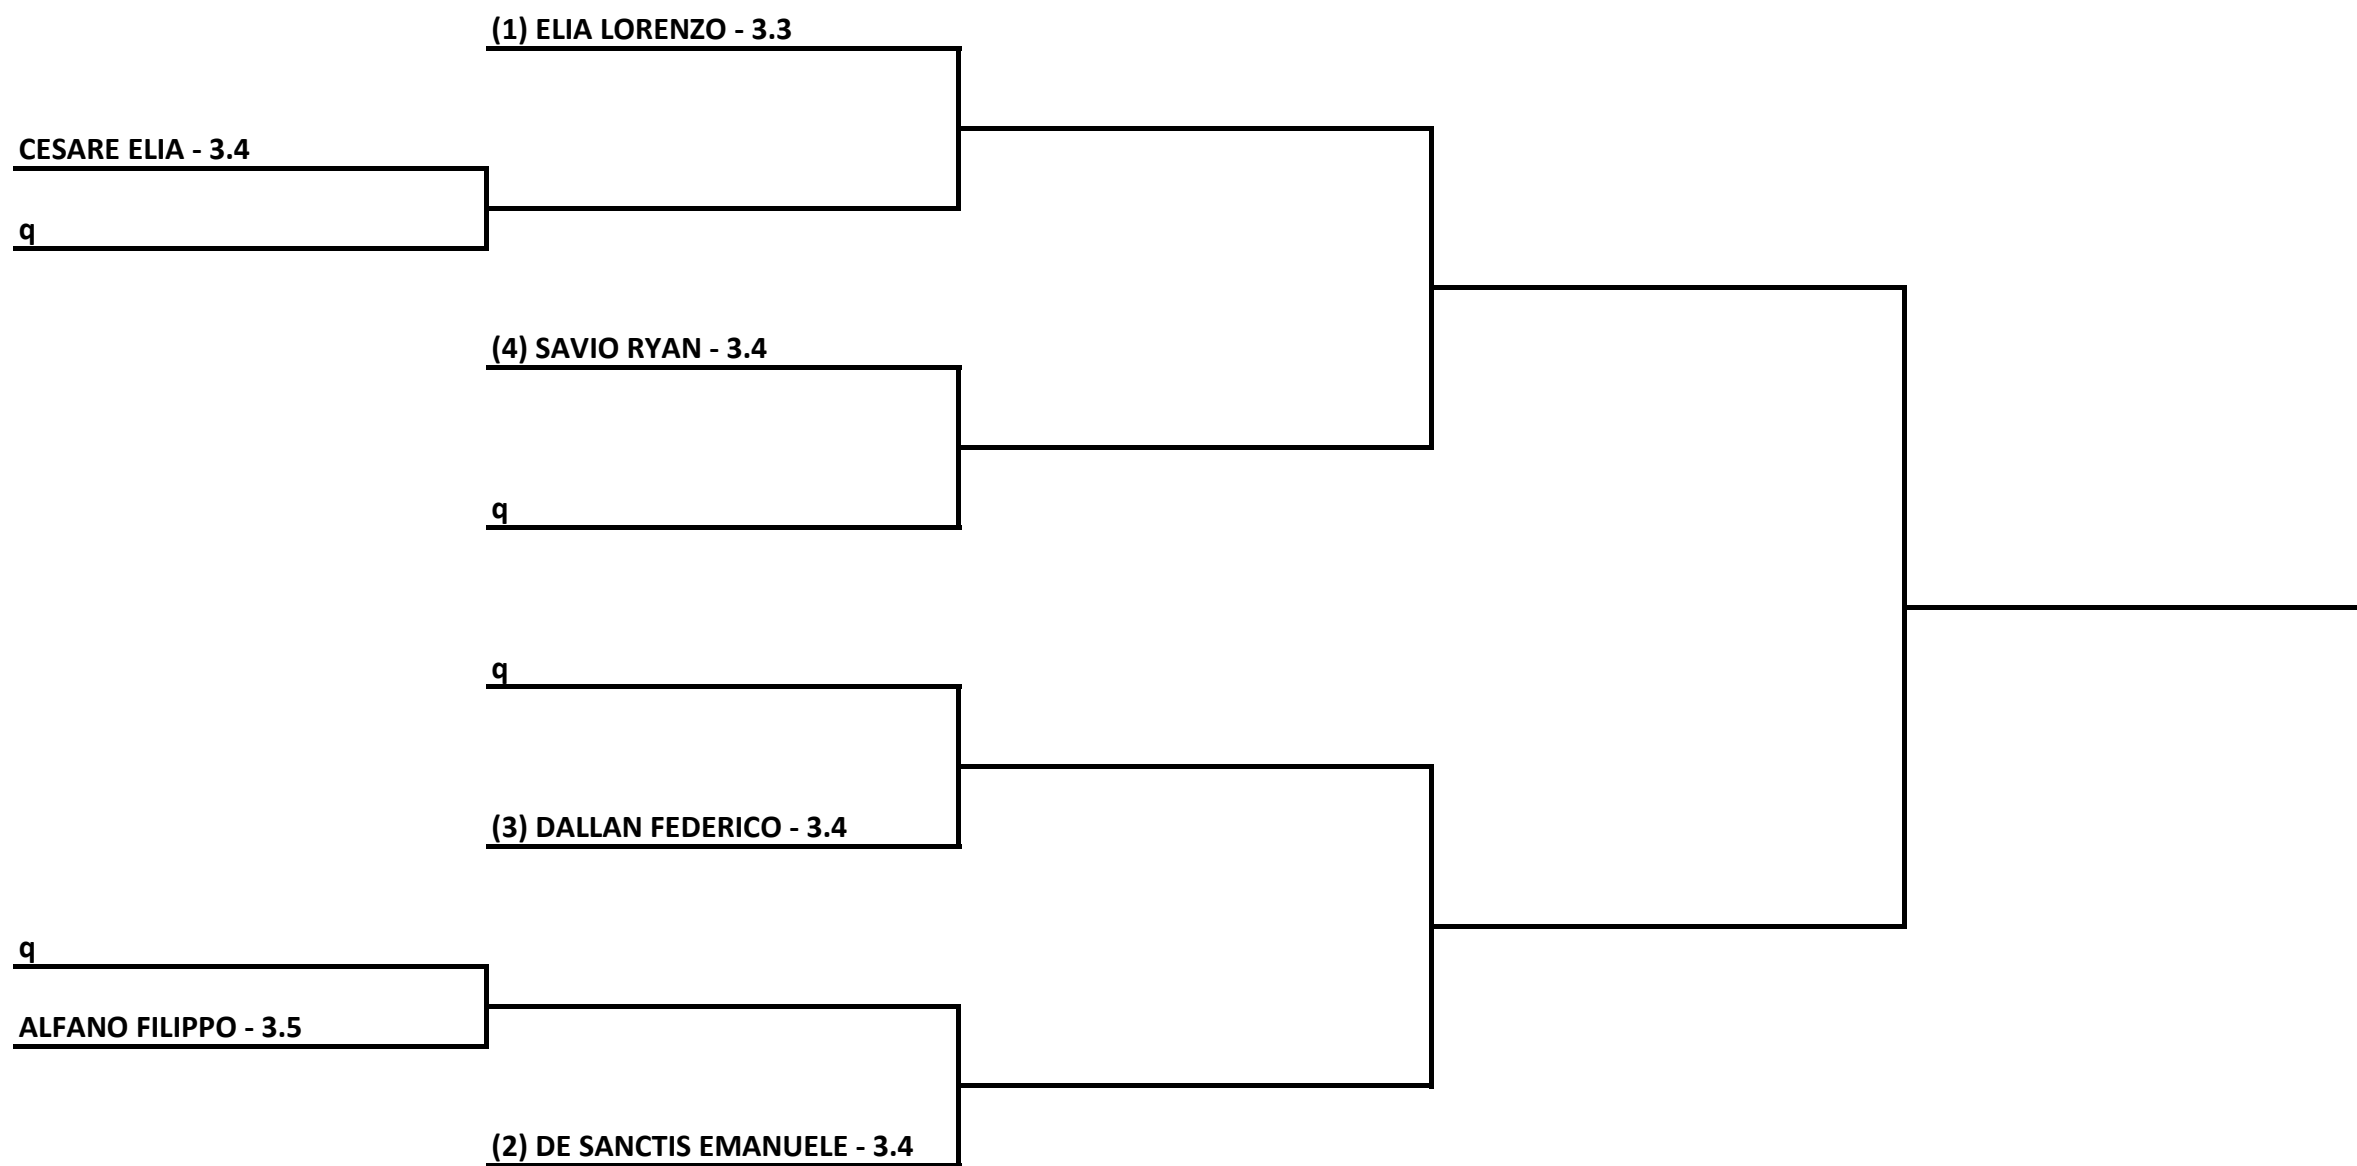 (1) ELIA LORENZO - 3.3
CESARE ELIA - 3.4
q
(4) SAVIO RYAN - 3.4
q
q
(3) DALLAN FEDERICO - 3.4
q
ALFANO FILIPPO - 3.5
(2) DE SANCTIS EMANUELE - 3.4